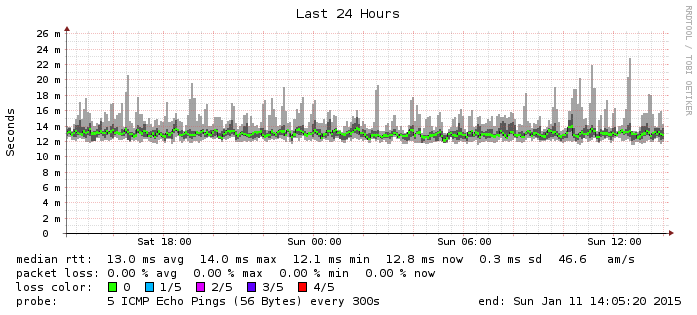 Last 24 Hours
RRDTOOL / TOBI OETIKER
Seconds
26 m
24 m
22 m
20 m
18 m
16 m
14 m
12 m
10 m
8 m
6 m
4 m
2 m
0
Sat 18:00 Sun 00:00 Sun 06:00 Sun 12:00
median rtt: 13.0 ms avg 14.0 ms max 12.1 ms min 12.8 ms now 0.3 ms sd 46.6 am/s
packet loss: 0.00 % avg 0.00 % max 0.00 % min 0.00 % now
loss color: 0 1/5 2/5 3/5 4/5
probe: 5 ICMP Echo Pings (56 Bytes) every 300s end: Sun Jan 11 14:05:20 2015